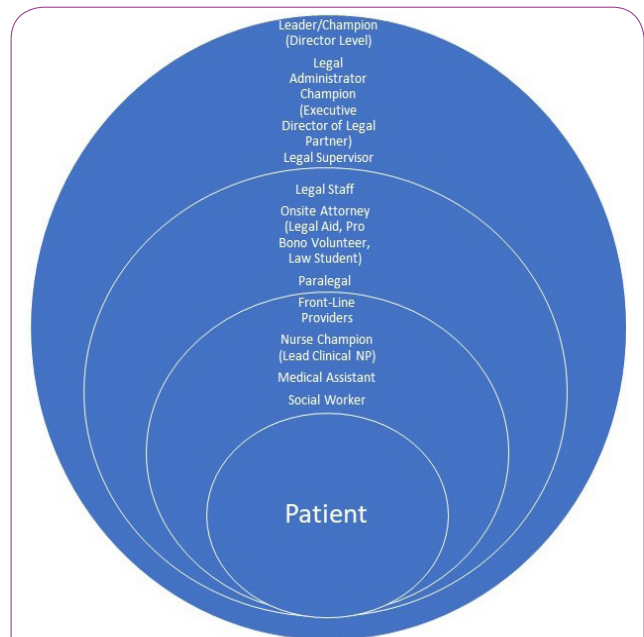 Leader/Champion
(Director Level)
Legal
Administrator
Champion
(Executive
Director of Legal
Partner)
Legal Supervisor
Legal Staff
Onsite Attorney
(Legal Aid, Pro
Bono Volunteer,
Law Student)
Paralegal
Front-Line
Providers
Nurse Champion
(Lead Clinical NP)
Medical Assistant
Social Worker
Patient